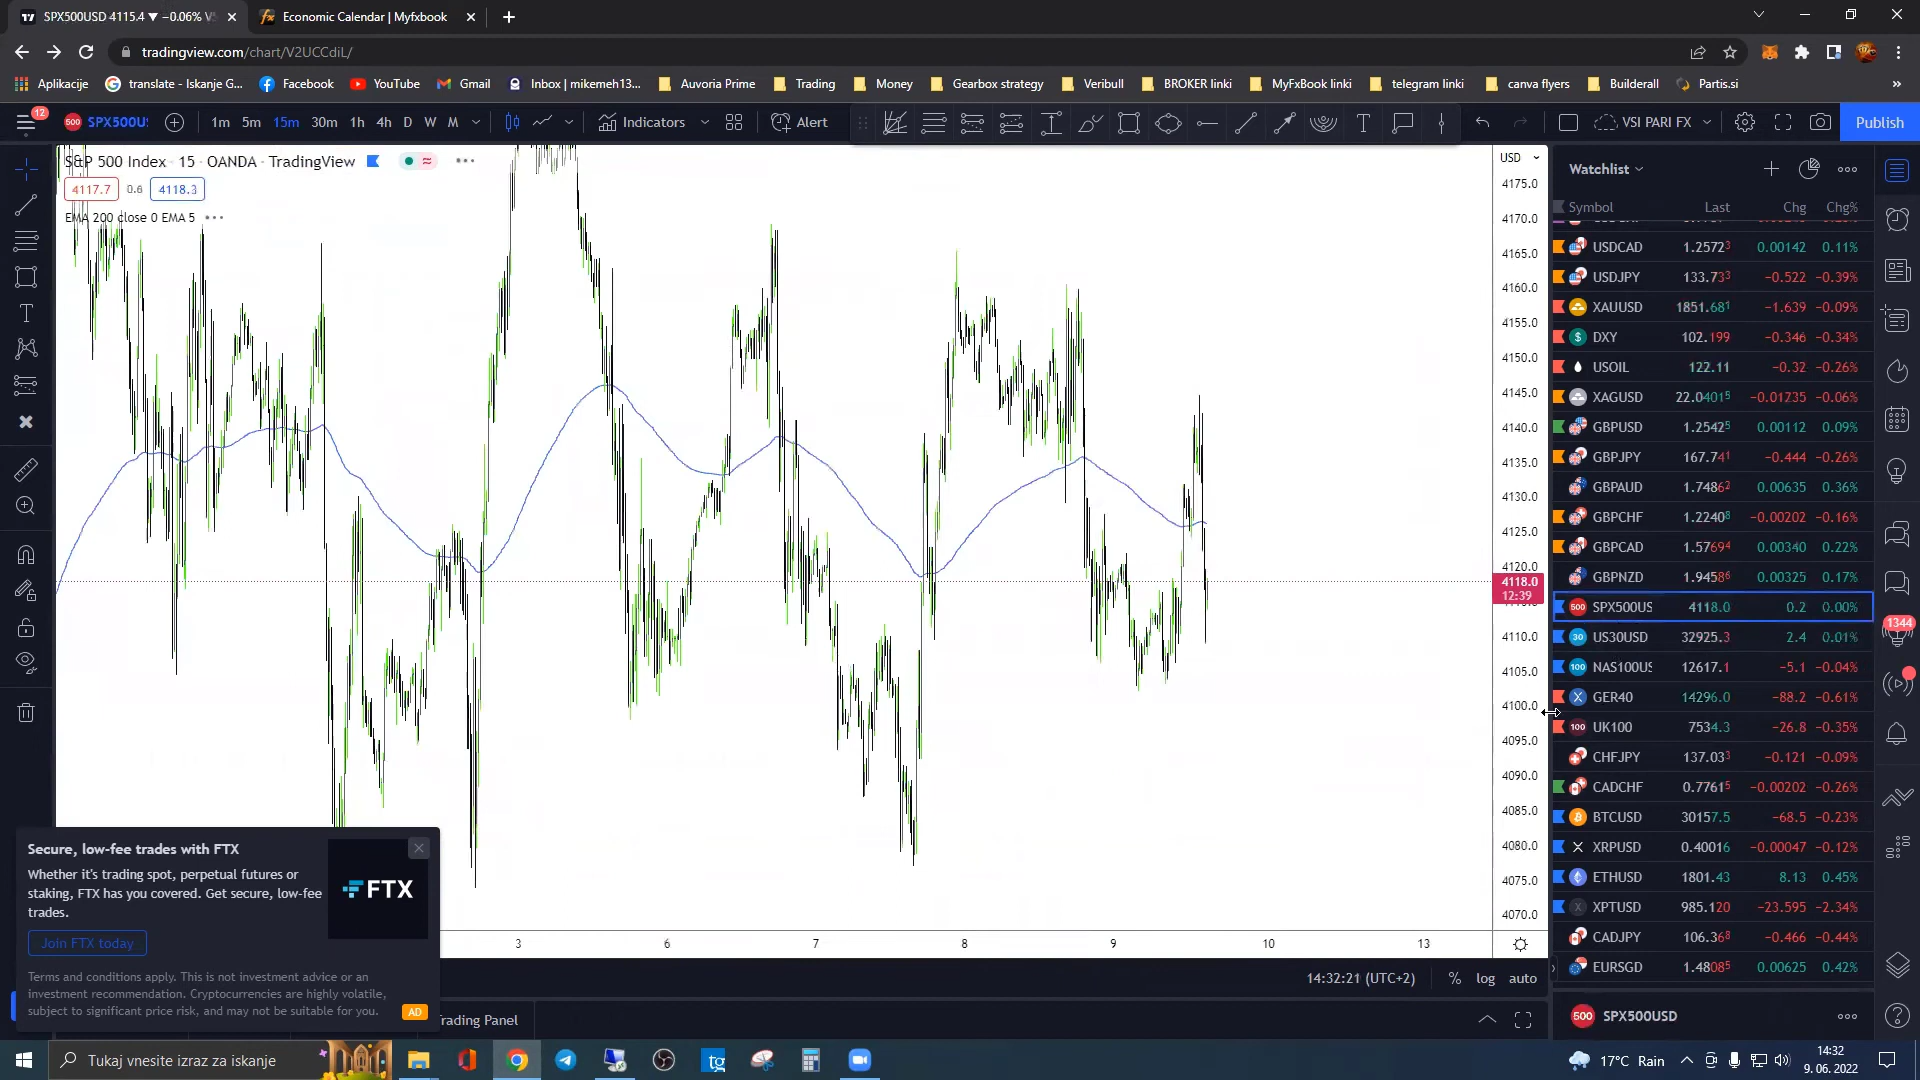 SPX500USD 4115.4 ▼ −0.06% VS
Economic Calendar | Myfxbook
tradingview.com/chart/V2UCCdiL/
Aplikacije translate - Iskanje G... Facebook YouTube Gmail Inbox | mikemeh13... Auvoria Prime Trading Money Gearbox strategy Veribull BROKER linki MyFxBook linki telegram linki canva flyers Builderall Partis.si »
12 500 SPX500U: 1m 5m 15m 30m 1h 4h D W M Indicators Alert VSI PARI FX Publish
S&P 500 Index · 15 · OANDA · TradingView
4117.7 0.6 4118.3
EMA 200 close 0 EMA 5
USD
4175.0
4170.0
4165.0
4160.0
4155.0
4150.0
4145.0
4140.0
4135.0
4130.0
4125.0
4120.0
4118.0
12:39
4110.0
4105.0
4100.0
4095.0
4090.0
4085.0
4080.0
4075.0
4070.0
3 6 7 8 9 10 13
14:32:21 (UTC+2) % log auto
Trading Panel
Secure, low-fee trades with FTX
Whether it's trading spot, perpetual futures or
staking, FTX has you covered. Get secure, low-fee
trades.
FTX
Join FTX today
Terms and conditions apply. This is not investment advice or an
investment recommendation. Cryptocurrencies are highly volatile,
subject to significant price risk, and may not be suitable for you.
AD
Watchlist
Symbol Last Chg Chg%
USDCAD 1.25723 0.00142 0.11%
USDJPY 133.733 −0.522 −0.39%
XAUUSD 1851.681 −1.639 −0.09%
DXY 102.199 −0.346 −0.34%
USOIL 122.11 −0.32 −0.26%
XAGUSD 22.04015 −0.01235 −0.06%
GBPUSD 1.25425 0.00112 0.09%
GBPJPY 167.741 −0.444 −0.26%
GBPAUD 1.74862 0.00635 0.36%
GBPCHF 1.22408 −0.00202 −0.16%
GBPCAD 1.57694 0.00340 0.22%
GBPNZD 1.94586 0.00325 0.17%
500 SPX500US 4118.0 0.2 0.00%
30 US30USD 32925.3 2.4 0.01%
100 NAS100US 12617.1 −5.1 −0.04%
GER40 14296.0 −88.2 −0.61%
100 UK100 7534.3 −26.8 −0.35%
CHFJPY 137.033 −0.121 −0.09%
CADCHF 0.77615 −0.00202 −0.26%
BTCUSD 30157.5 −68.5 −0.23%
XRPUSD 0.40016 −0.00047 −0.12%
ETHUSD 1801.43 8.13 0.45%
XPTUSD 985.120 −23.595 −2.34%
CADJPY 106.368 −0.466 −0.44%
EURSGD 1.48085 0.00625 0.42%
500 SPX500USD
1344
Tukaj vnesite izraz za iskanje
17°C Rain
14:32
9. 06. 2022